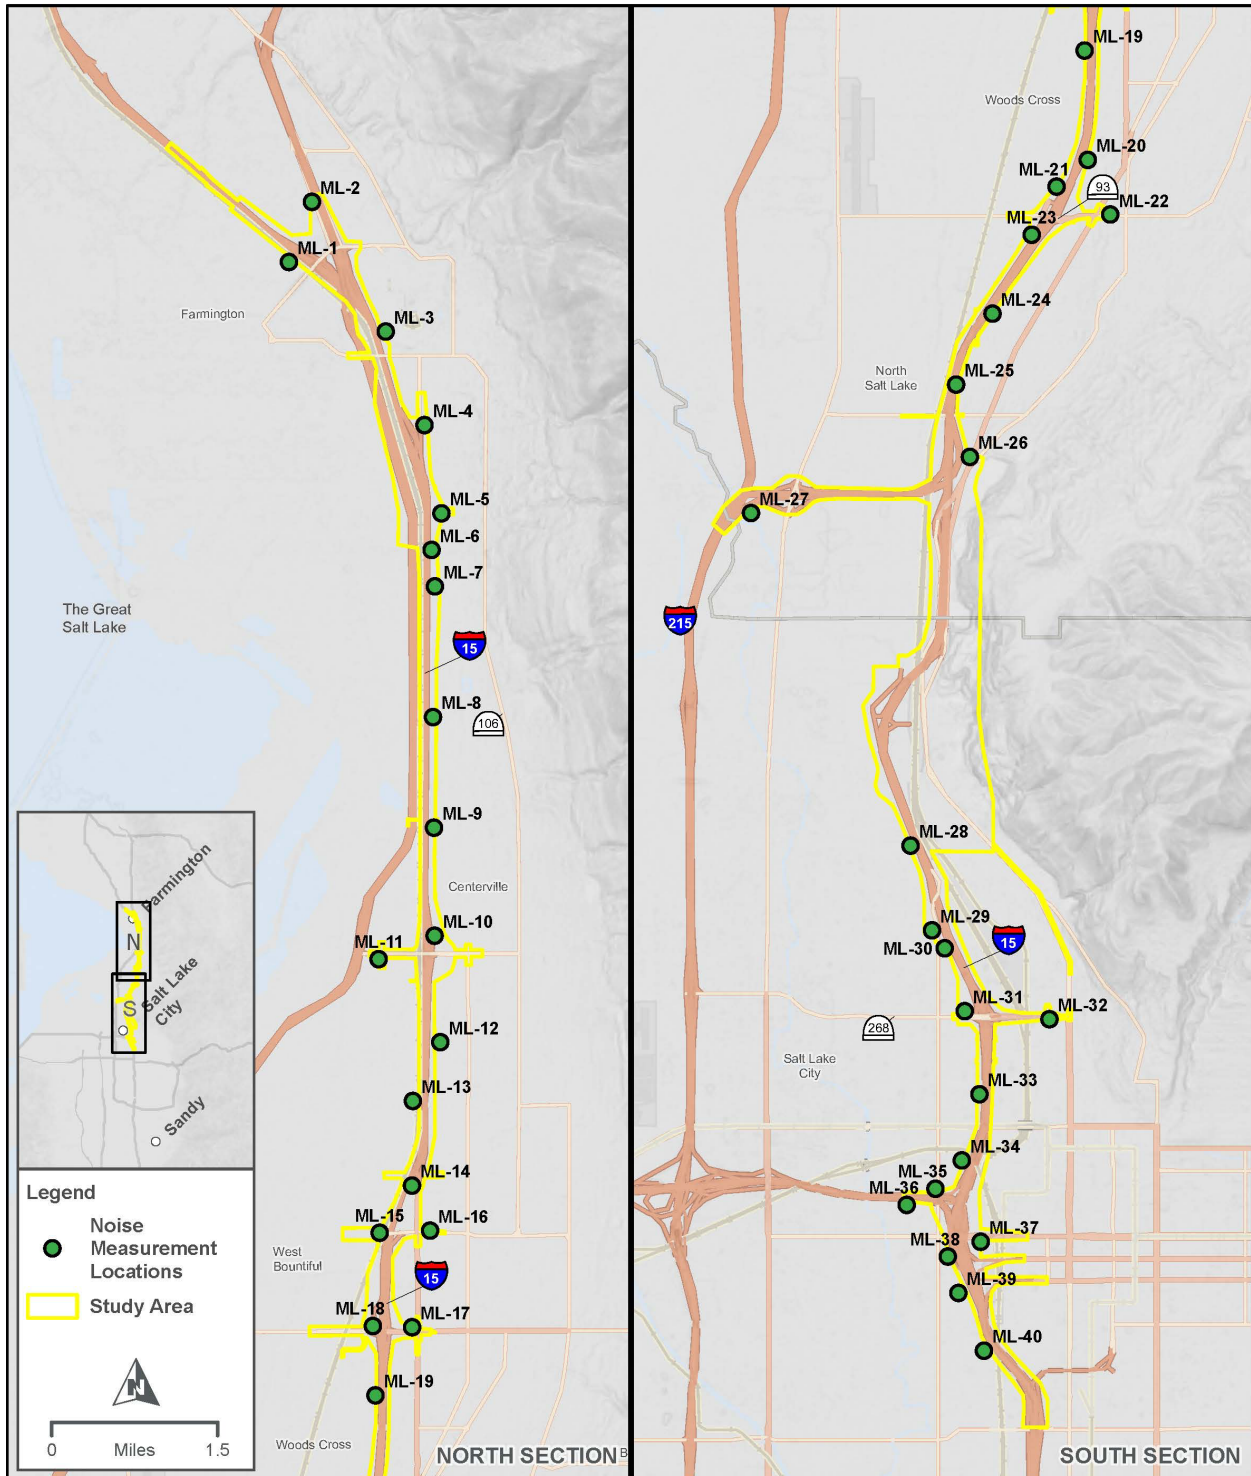 ML-2
ML-1
Farmington
ML-3
ML-4
ML-5
ML-6
ML-7
The Great
Salt Lake
15
ML-8
106
ML-9
Centerville
ML-10
ML-11
ML-12
ML-13
ML-14
ML-15
ML-16
West
Bountiful
15
ML-18
ML-17
ML-19
Woods Cross
NORTH SECTION
B
Farmington
N
S
Salt Lake
City
Sandy
Legend
Noise
Measurement
Locations
Study Area
N
0 Miles 1.5
ML-19
Woods Cross
ML-20
ML-21
93
ML-22
ML-23
ML-24
North
Salt Lake
ML-25
ML-26
ML-27
215
ML-28
ML-29
ML-30
15
ML-31
ML-32
268
Salt Lake
City
ML-33
ML-34
ML-35
ML-36
ML-37
ML-38
ML-39
ML-40
SOUTH SECTION